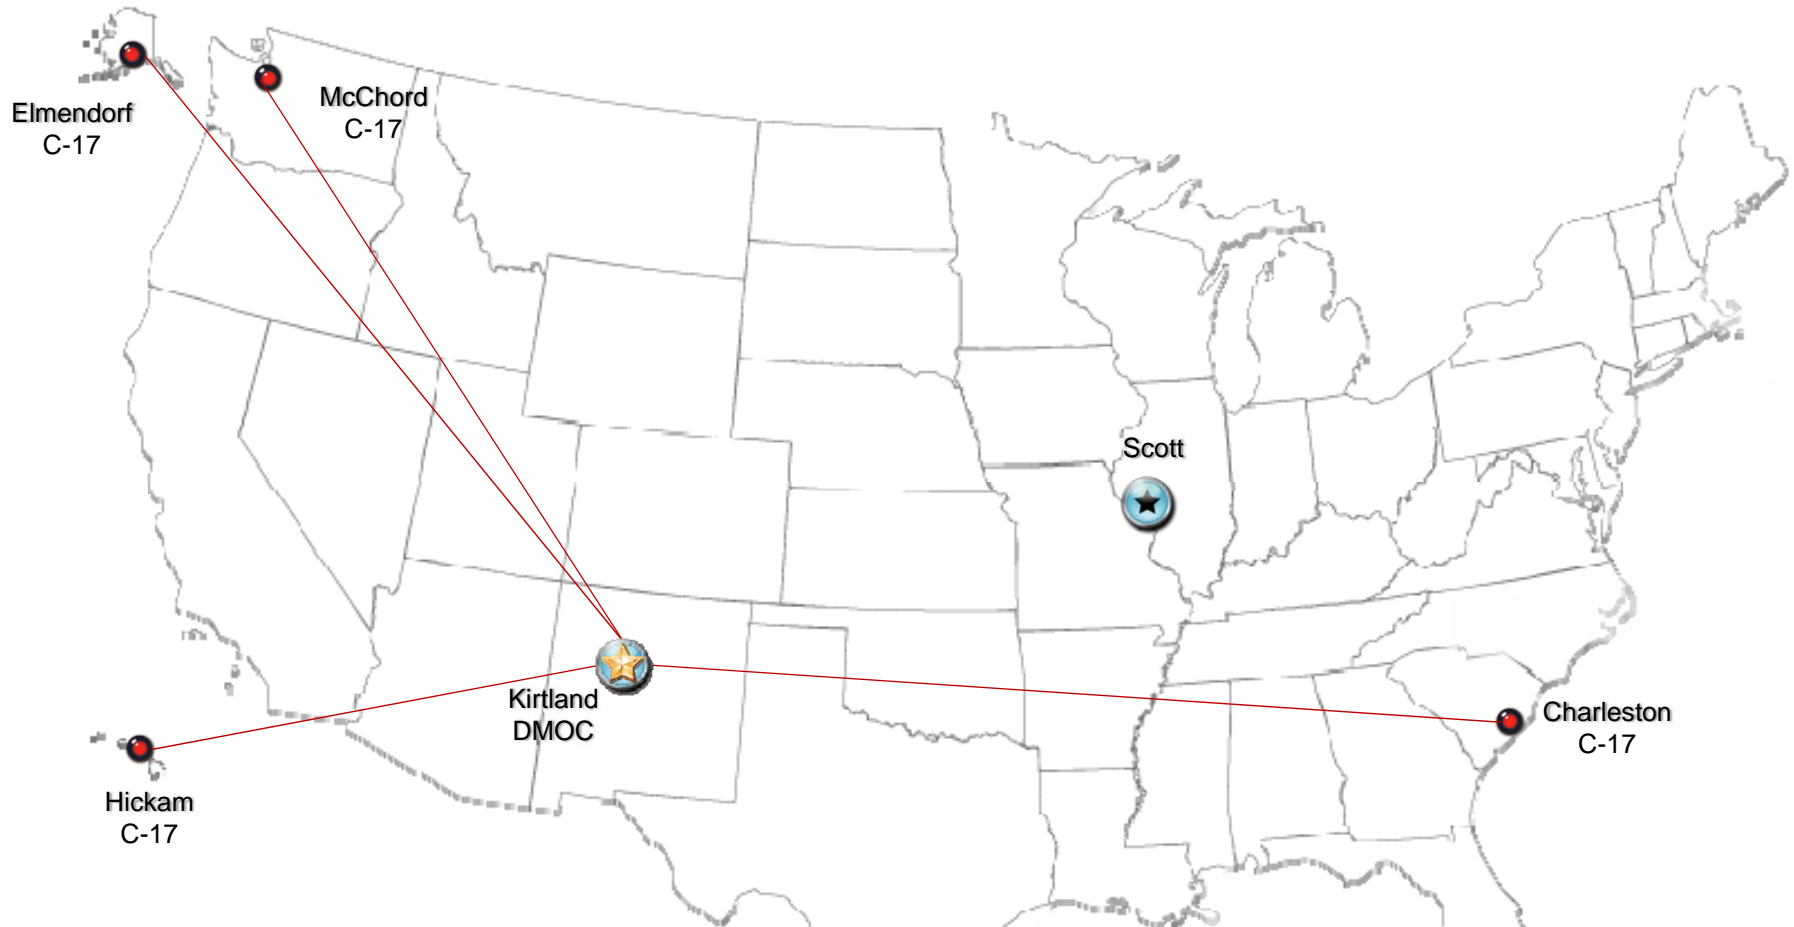 Elmendorf
C-17
McChord
C-17
Scott
Kirtland
DMOC
Charleston
C-17
Hickam
C-17